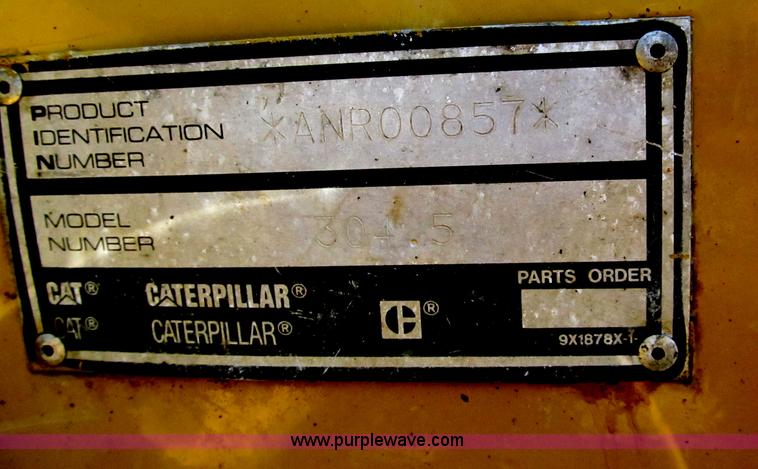 PRODUCT
IDENTIFICATION
NUMBER
*ANR00857*
MODEL
NUMBER
304.5
CAT® CATERPILLAR®
CAT® CATERPILLAR®
C®
PARTS ORDER
9X1878X-1-
www.purplewave.com